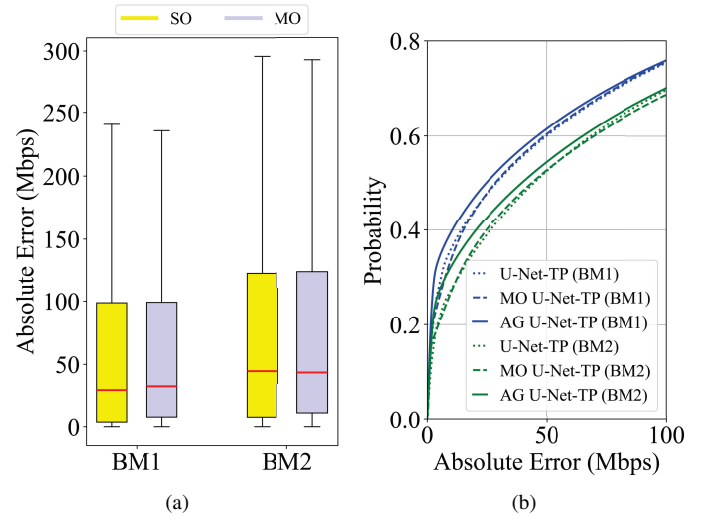 SO MO
Absolute Error (Mbps)
300
250
200
150
100
50
0
BM1 BM2
(a)
Probability
0.8
0.6
0.4
0.2
0.0
U-Net-TP (BM1)
MO U-Net-TP (BM1)
AG U-Net-TP (BM1)
U-Net-TP (BM2)
MO U-Net-TP (BM2)
AG U-Net-TP (BM2)
0 50 100
Absolute Error (Mbps)
(b)